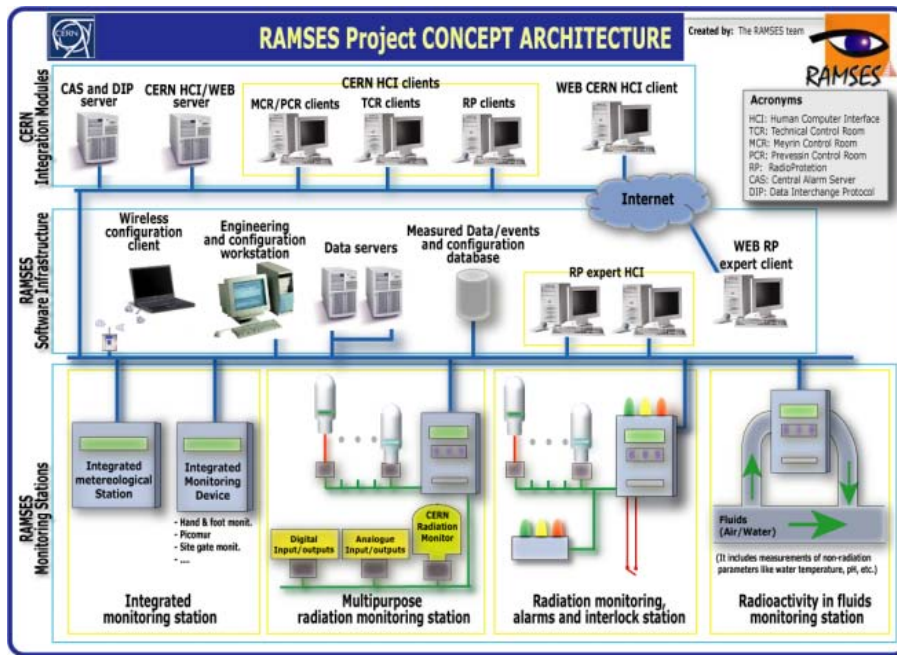 CERN
RAMSES Project CONCEPT ARCHITECTURE
Created by: The RAMSES team
RAMSES
Acronyms
HCI: Human Computer Interface
TCR: Technical Control Room
MCR: Meyrin Control Room
PCR: Prevessin Control Room
RP: RadioProtetion
CAS: Central Alarm Server
DIP: Data Interchange Protocol
CERN
Integration Modules
CAS and DIP
server
CERN HCI/WEB
server
CERN HCI clients
MCR/PCR clients
TCR clients
RP clients
WEB CERN HCI client
Internet
RAMSES
Software Infrastructure
Wireless
configuration
client
Engineering
and configuration
workstation
Data servers
Measured Data/events
and configuration
database
RP expert HCI
WEB RP
expert client
RAMSES
Monitoring Stations
Integrated
metereological
Station
Integrated
Monitoring
Device
- Hand & foot monit.
- Picomur
- Site gate monit.
- ....
Integrated
monitoring station
Digital
Input/outputs
Analogue
Input/outputs
CERN
Radiation
Monitor
Multipurpose
radiation monitoring station
Radiation monitoring,
alarms and interlock station
Fluids
(Air/Water)
(It includes measurements of non-radiation
parameters like water temperature, pH, etc.)
Radioactivity in fluids
monitoring station